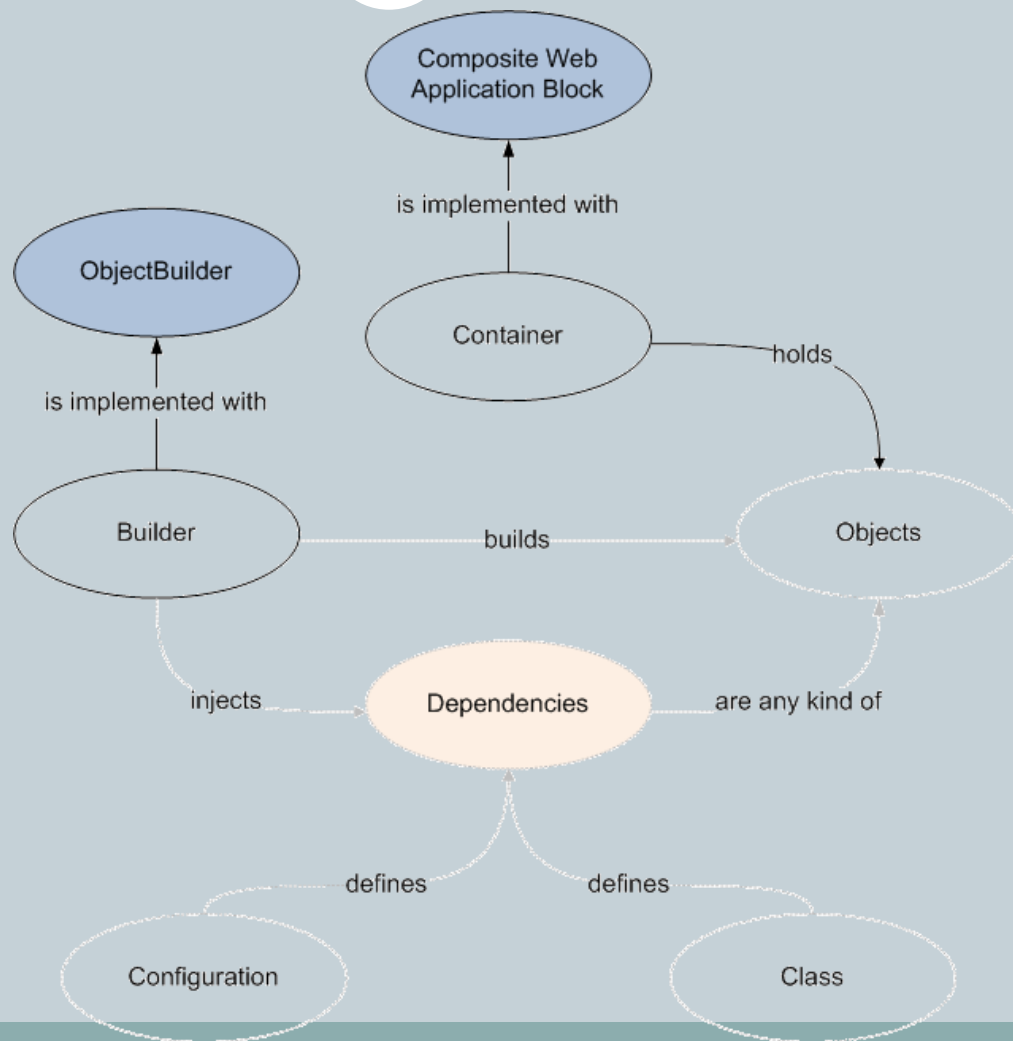 Composite Web
Application Block
is implemented with
ObjectBuilder
Container
holds
is implemented with
Builder
builds
Objects
injects
Dependencies
are any kind of
defines
defines
Configuration
Class